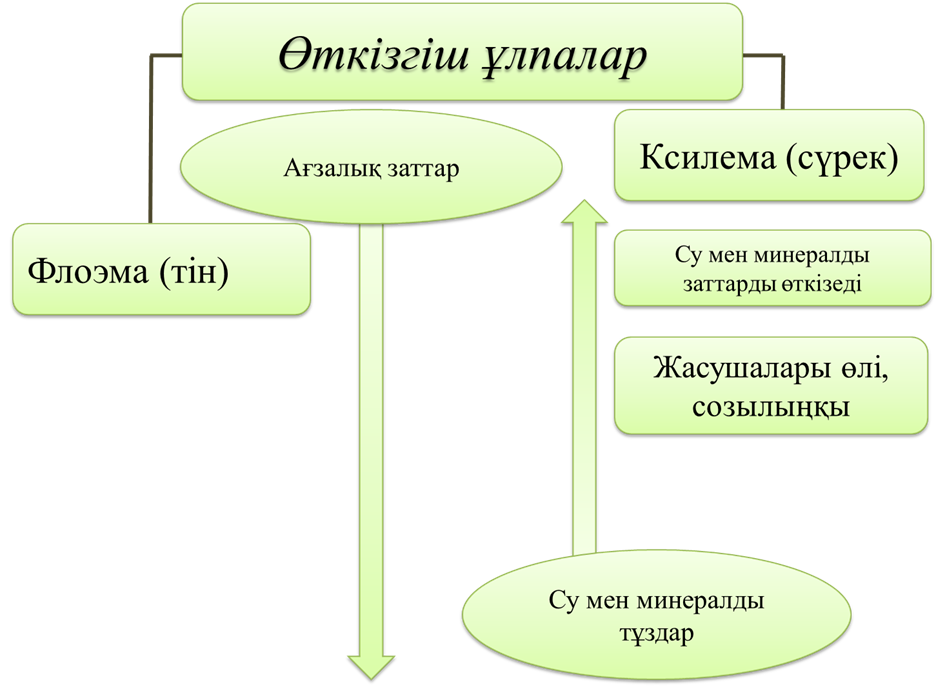 Өткізгіш ұлпалар
Ағзалық заттар
Ксилема (сүрек)
Флоэма (тін)
Су мен минералды
заттарды өткізеді
Жасушалары өлі,
созылыңқы
Су мен минералды
тұздар